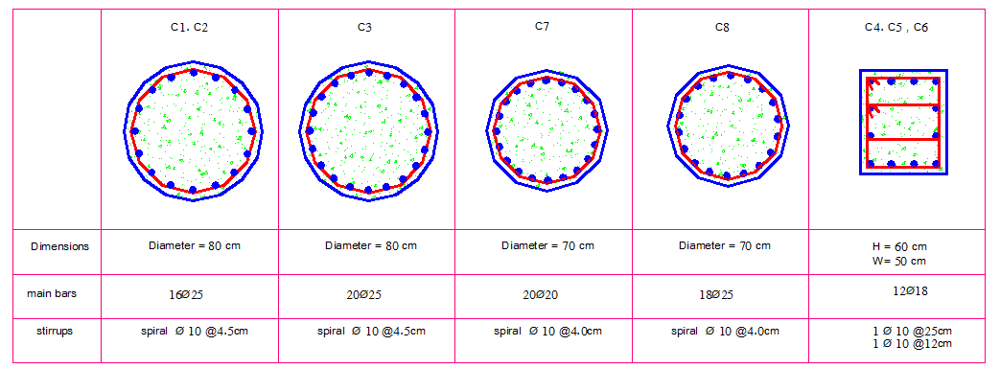 C1. C2
C3
C7
C8
C4. C5 , C6
Dimensions
Diameter = 80 cm
Diameter = 80 cm
Diameter = 70 cm
Diameter = 70 cm
H = 60 cm
W= 50 cm
main bars
16Ø25
20Ø25
20Ø20
18Ø25
12Ø18
stirrups
spiral Ø 10 @4.5cm
spiral Ø 10 @4.5cm
spiral Ø 10 @4.0cm
spiral Ø 10 @4.0cm
1 Ø 10 @25cm
1 Ø 10 @12cm